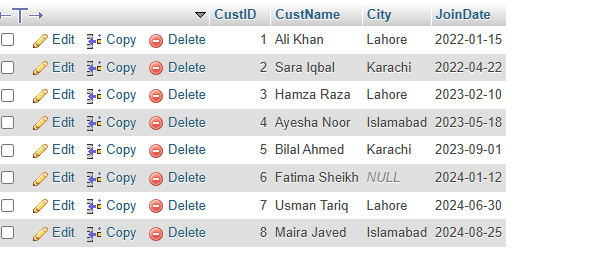 CustID CustName City JoinDate
Edit Copy Delete 1 Ali Khan Lahore 2022-01-15
Edit Copy Delete 2 Sara Iqbal Karachi 2022-04-22
Edit Copy Delete 3 Hamza Raza Lahore 2023-02-10
Edit Copy Delete 4 Ayesha Noor Islamabad 2023-05-18
Edit Copy Delete 5 Bilal Ahmed Karachi 2023-09-01
Edit Copy Delete 6 Fatima Sheikh NULL 2024-01-12
Edit Copy Delete 7 Usman Tariq Lahore 2024-06-30
Edit Copy Delete 8 Maira Javed Islamabad 2024-08-25